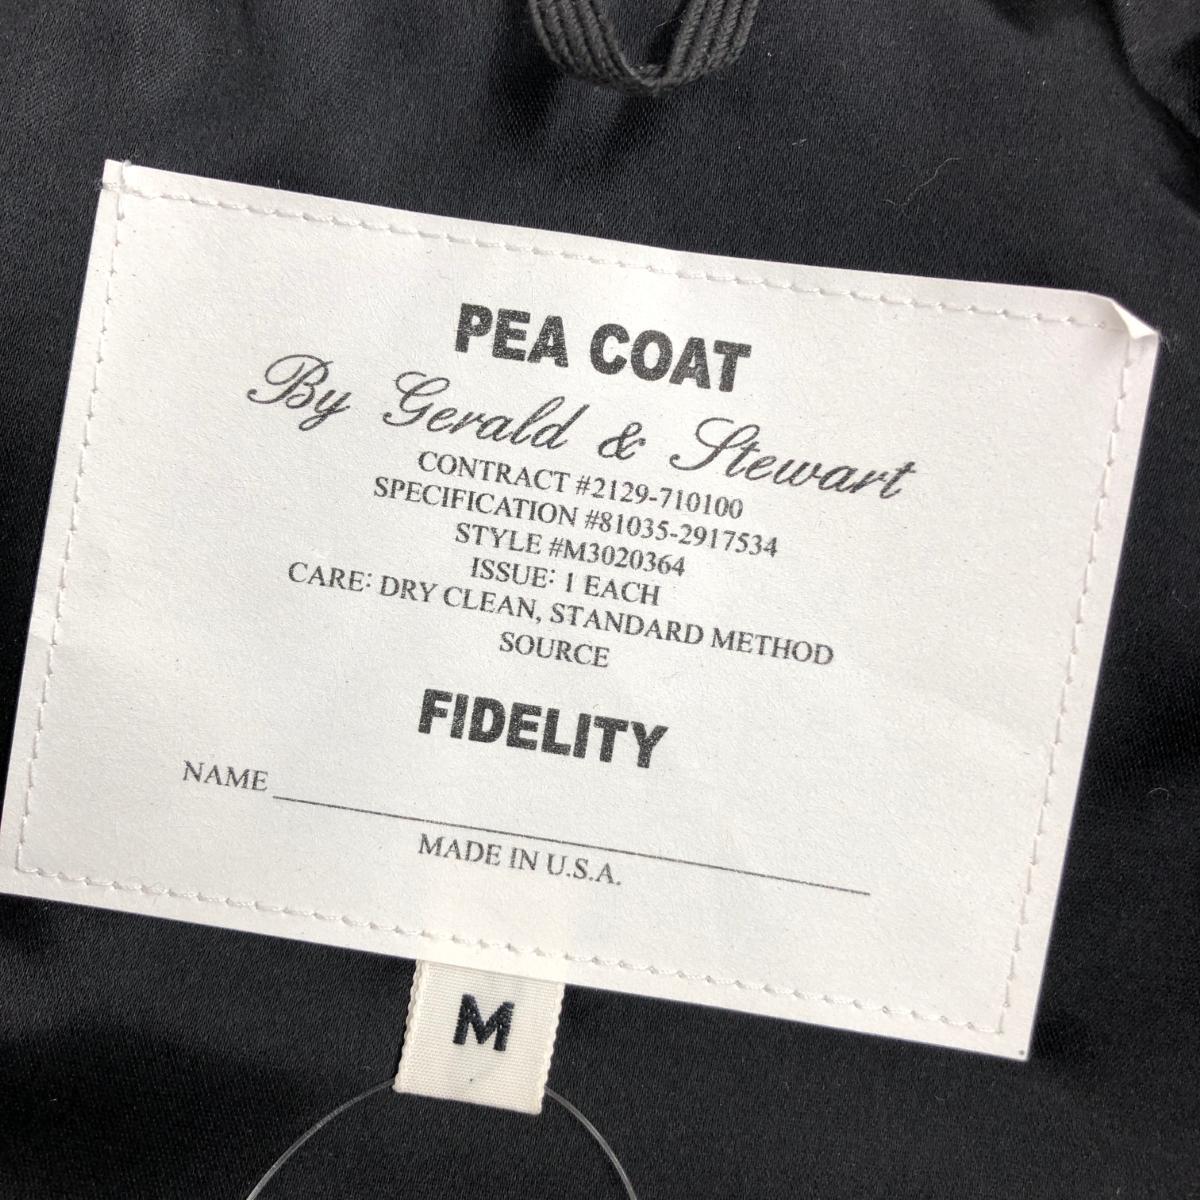 PEA COAT
By Gerald & Stewart
CONTRACT #2129-710100
SPECIFICATION #81035-2917534
STYLE #M3020364
ISSUE: 1 EACH
CARE: DRY CLEAN, STANDARD METHOD
SOURCE
FIDELITY
NAME
MADE IN U.S.A.
M